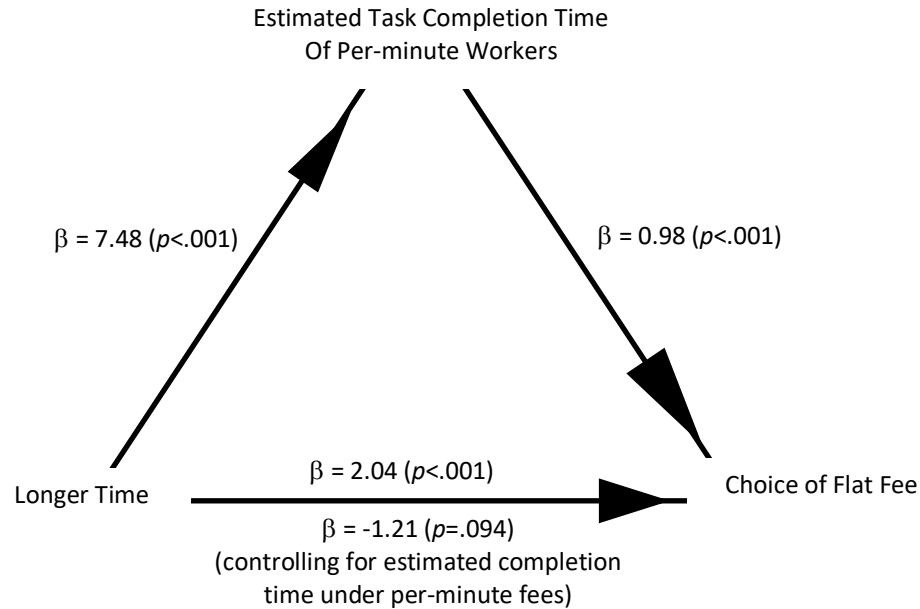 Estimated Task Completion Time
Of Per-minute Workers
β = 7.48 (p<.001)
β = 0.98 (p<.001)
β = 2.04 (p<.001)
Longer Time
Choice of Flat Fee
β = -1.21 (p=.094)
(controlling for estimated completion
time under per-minute fees)